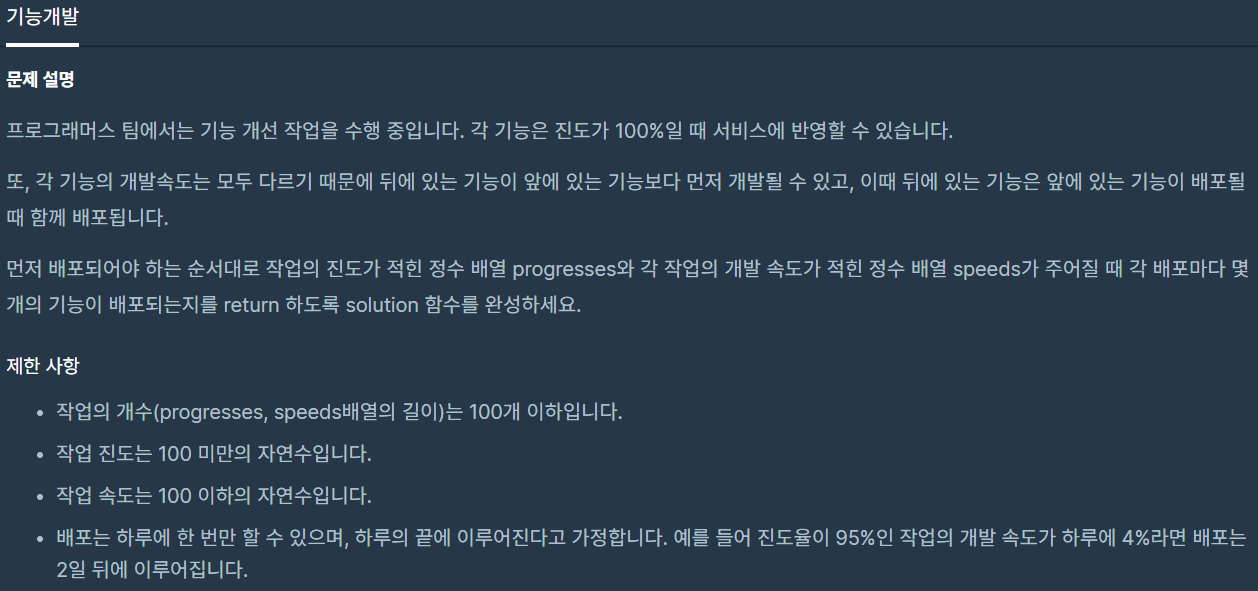 기능개발
문제 설명
프로그래머스 팀에서는 기능 개선 작업을 수행 중입니다. 각 기능은 진도가 100%일 때 서비스에 반영할 수 있습니다.
또, 각 기능의 개발속도는 모두 다르기 때문에 뒤에 있는 기능이 앞에 있는 기능보다 먼저 개발될 수 있고, 이때 뒤에 있는 기능은 앞에 있는 기능이 배포될
때 함께 배포됩니다.
먼저 배포되어야 하는 순서대로 작업의 진도가 적힌 정수 배열 progresses와 각 작업의 개발 속도가 적힌 정수 배열 speeds가 주어질 때 각 배포마다 몇
개의 기능이 배포되는지를 return 하도록 solution 함수를 완성하세요.
제한 사항
• 작업의 개수(progresses, speeds배열의 길이)는 100개 이하입니다.
• 작업 진도는 100 미만의 자연수입니다.
• 작업 속도는 100 이하의 자연수입니다.
• 배포는 하루에 한 번만 할 수 있으며, 하루의 끝에 이루어진다고 가정합니다. 예를 들어 진도율이 95%인 작업의 개발 속도가 하루에 4%라면 배포는
2일 뒤에 이루어집니다.